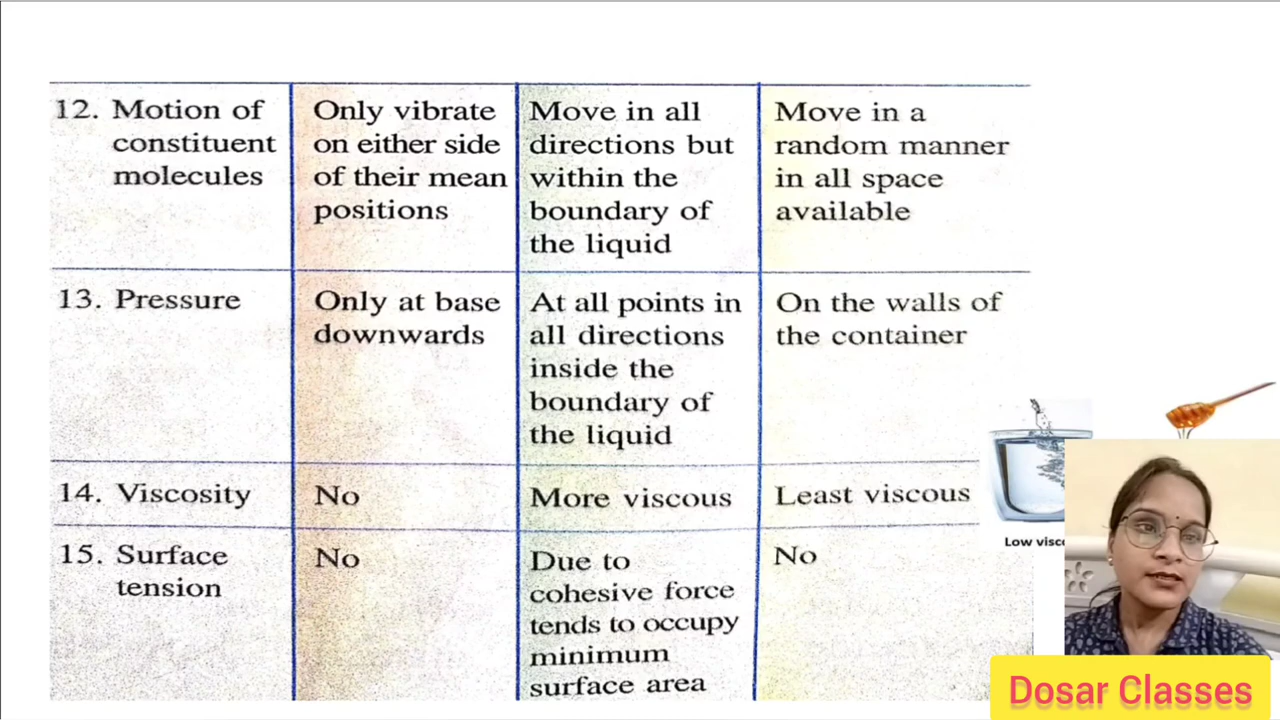 12. Motion of constituent molecules
Only vibrate on either side of their mean positions
Move in all directions but within the boundary of the liquid
Move in a random manner in all space available
13. Pressure
Only at base downwards
At all points in all directions inside the boundary of the liquid
On the walls of the container
14. Viscosity
No
More viscous
Least viscous
15. Surface tension
No
Due to cohesive force tends to occupy minimum surface area
No
Low
Dosar Classes